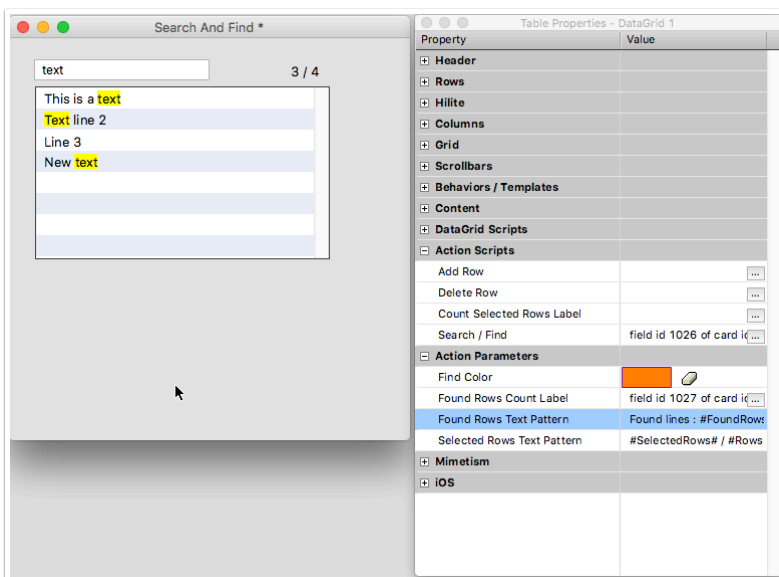 Search And Find *
text
3 / 4
This is a text
Text line 2
Line 3
New text
Table Properties - DataGrid 1
Property Value
Header
Rows
Hilite
Columns
Grid
Scrollbars
Behaviors / Templates
Content
DataGrid Scripts
Action Scripts
Add Row ...
Delete Row ...
Count Selected Rows Label ...
Search / Find field id 1026 of card id ...
Action Parameters
Find Color
Found Rows Count Label field id 1027 of card id ...
Found Rows Text Pattern Found lines : #FoundRows
Selected Rows Text Pattern #SelectedRows# / #Rows
Mimetism
iOS